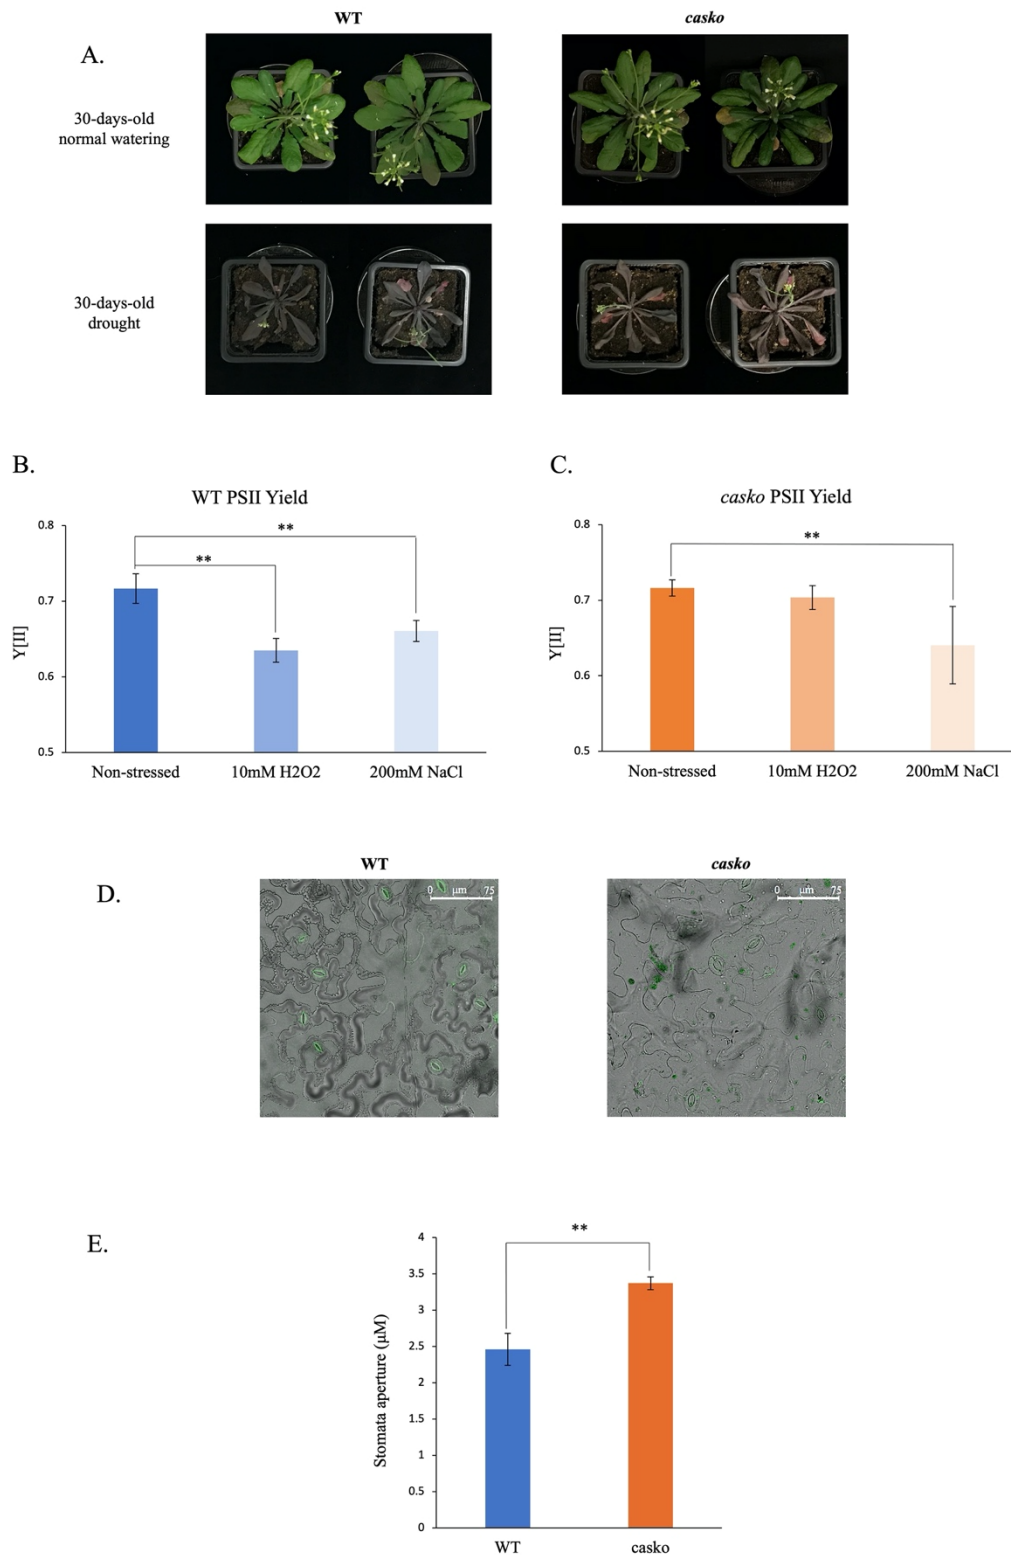 WT
casko
A.
30-days-old
normal watering
30-days-old
drought
B.
WT PSII Yield
0.8
0.7
0.6
0.5
Y[II]
**
**
Non-stressed
10mM H2O2
200mM NaCl
C.
casko PSII Yield
0.8
0.7
0.6
0.5
Y[II]
**
Non-stressed
10mM H2O2
200mM NaCl
D.
WT
0 µm 75
casko
0 µm 75
E.
4
3.5
3
2.5
2
1.5
1
0.5
0
Stomata aperture (µM)
**
WT
casko